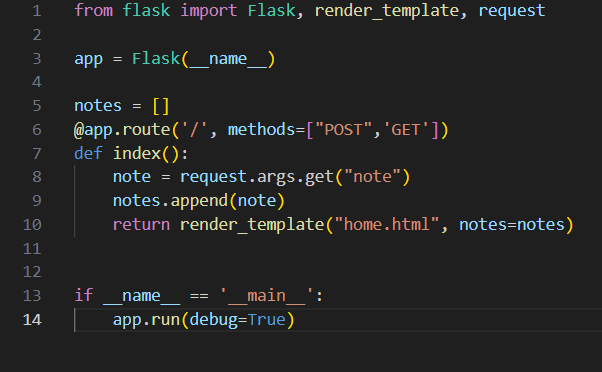 1 from flask import Flask, render_template, request
2
3 app = Flask(__name__)
4
5 notes = []
6 @app.route('/', methods=["POST",'GET'])
7 def index():
8     note = request.args.get("note")
9     notes.append(note)
10     return render_template("home.html", notes=notes)
11
12
13 if __name__ == '__main__':
14     app.run(debug=True)